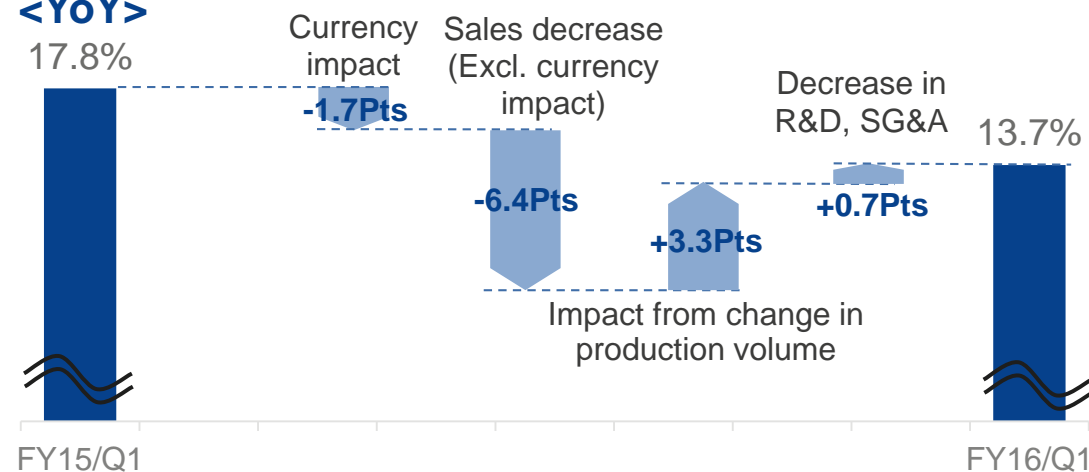 <YoY>
17.8%
Currency
impact
-1.7Pts
Sales decrease
(Excl. currency
impact)
-6.4Pts
+3.3Pts
Impact from change in
production volume
Decrease in
R&D, SG&A
+0.7Pts
13.7%
FY15/Q1
FY16/Q1